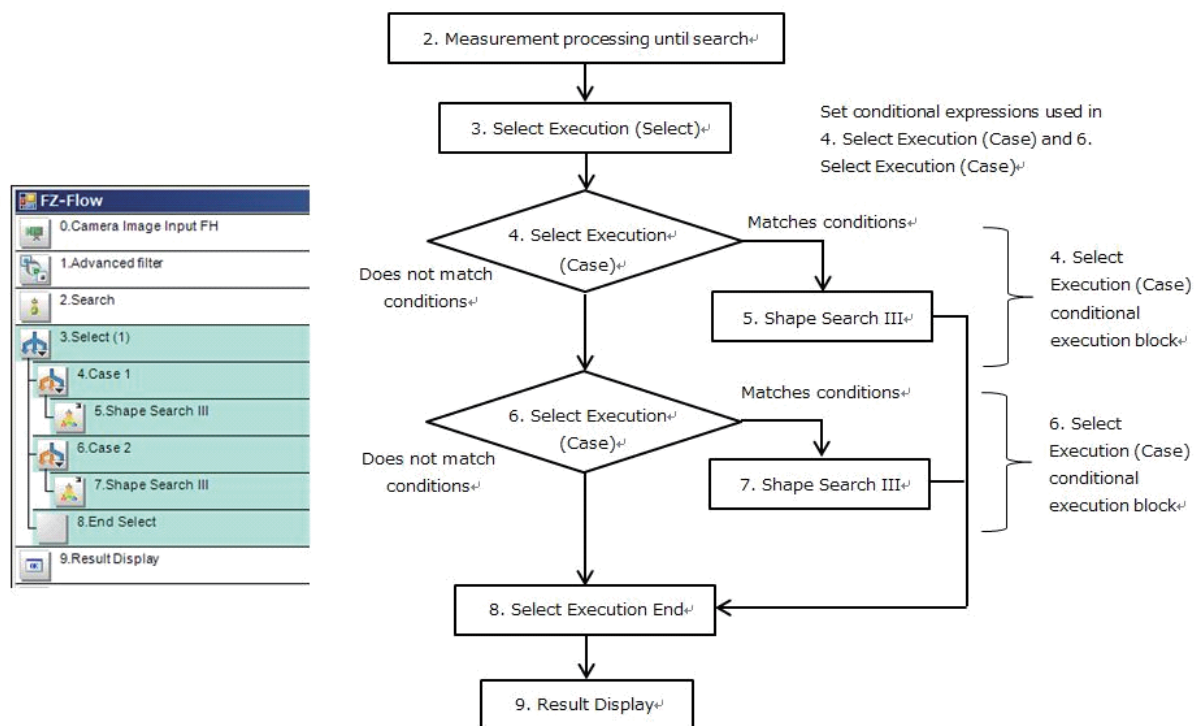 FZ-Flow
0.Camera Image Input FH
1.Advanced filter
2.Search
3.Select (1)
4.Case 1
5.Shape Search III
6.Case 2
7.Shape Search III
8.End Select
9.Result Display
2. Measurement processing until search↵
3. Select Execution (Select)↵
Set conditional expressions used in
4. Select Execution (Case) and 6.
Select Execution (Case)↵
4. Select Execution↵
(Case)↵
Matches conditions↵
Does not match
conditions↵
5. Shape Search III↵
4. Select
Execution (Case)
conditional
execution block↵
6. Select Execution↵
(Case)↵
Matches conditions↵
Does not match
conditions↵
7. Shape Search III↵
6. Select
Execution (Case)
conditional
execution block↵
8. Select Execution End↵
9. Result Display↵